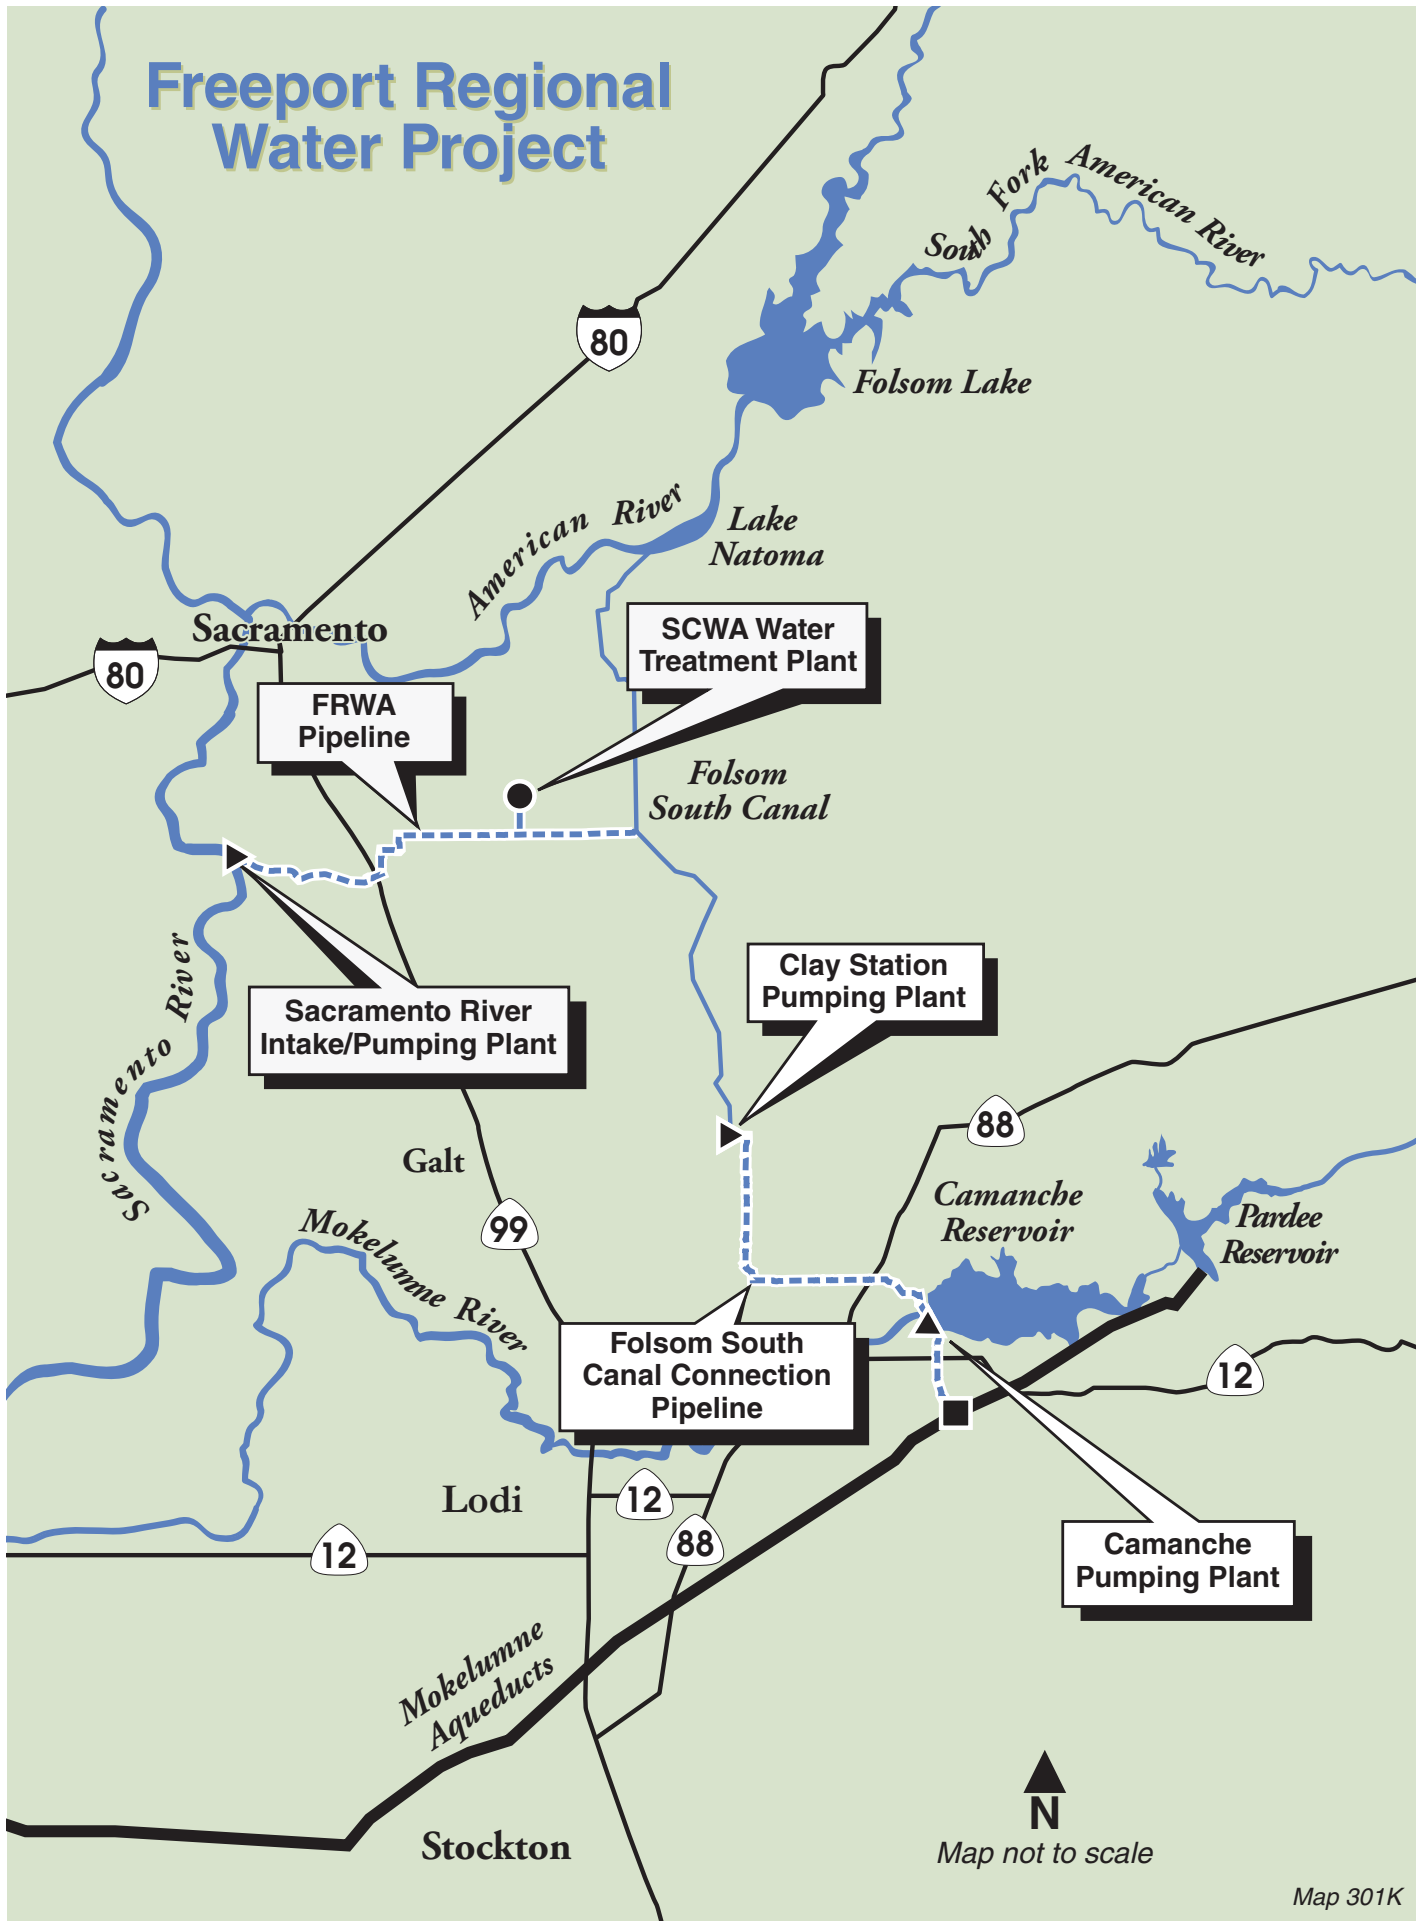 Freeport Regional
Water Project
South Fork American River
80
Folsom Lake
American River
Lake
Natoma
Sacramento
80
SCWA Water
Treatment Plant
FRWA
Pipeline
Folsom
South Canal
Sacramento River
Clay Station
Pumping Plant
Sacramento River
Intake/Pumping Plant
88
Galt
Camanche
Reservoir
Pardee
Reservoir
99
Mokelumne River
Folsom South
Canal Connection
Pipeline
12
Lodi
12
88
12
Camanche
Pumping Plant
Mokelumne
Aqueducts
Stockton
N
Map not to scale
Map 301K